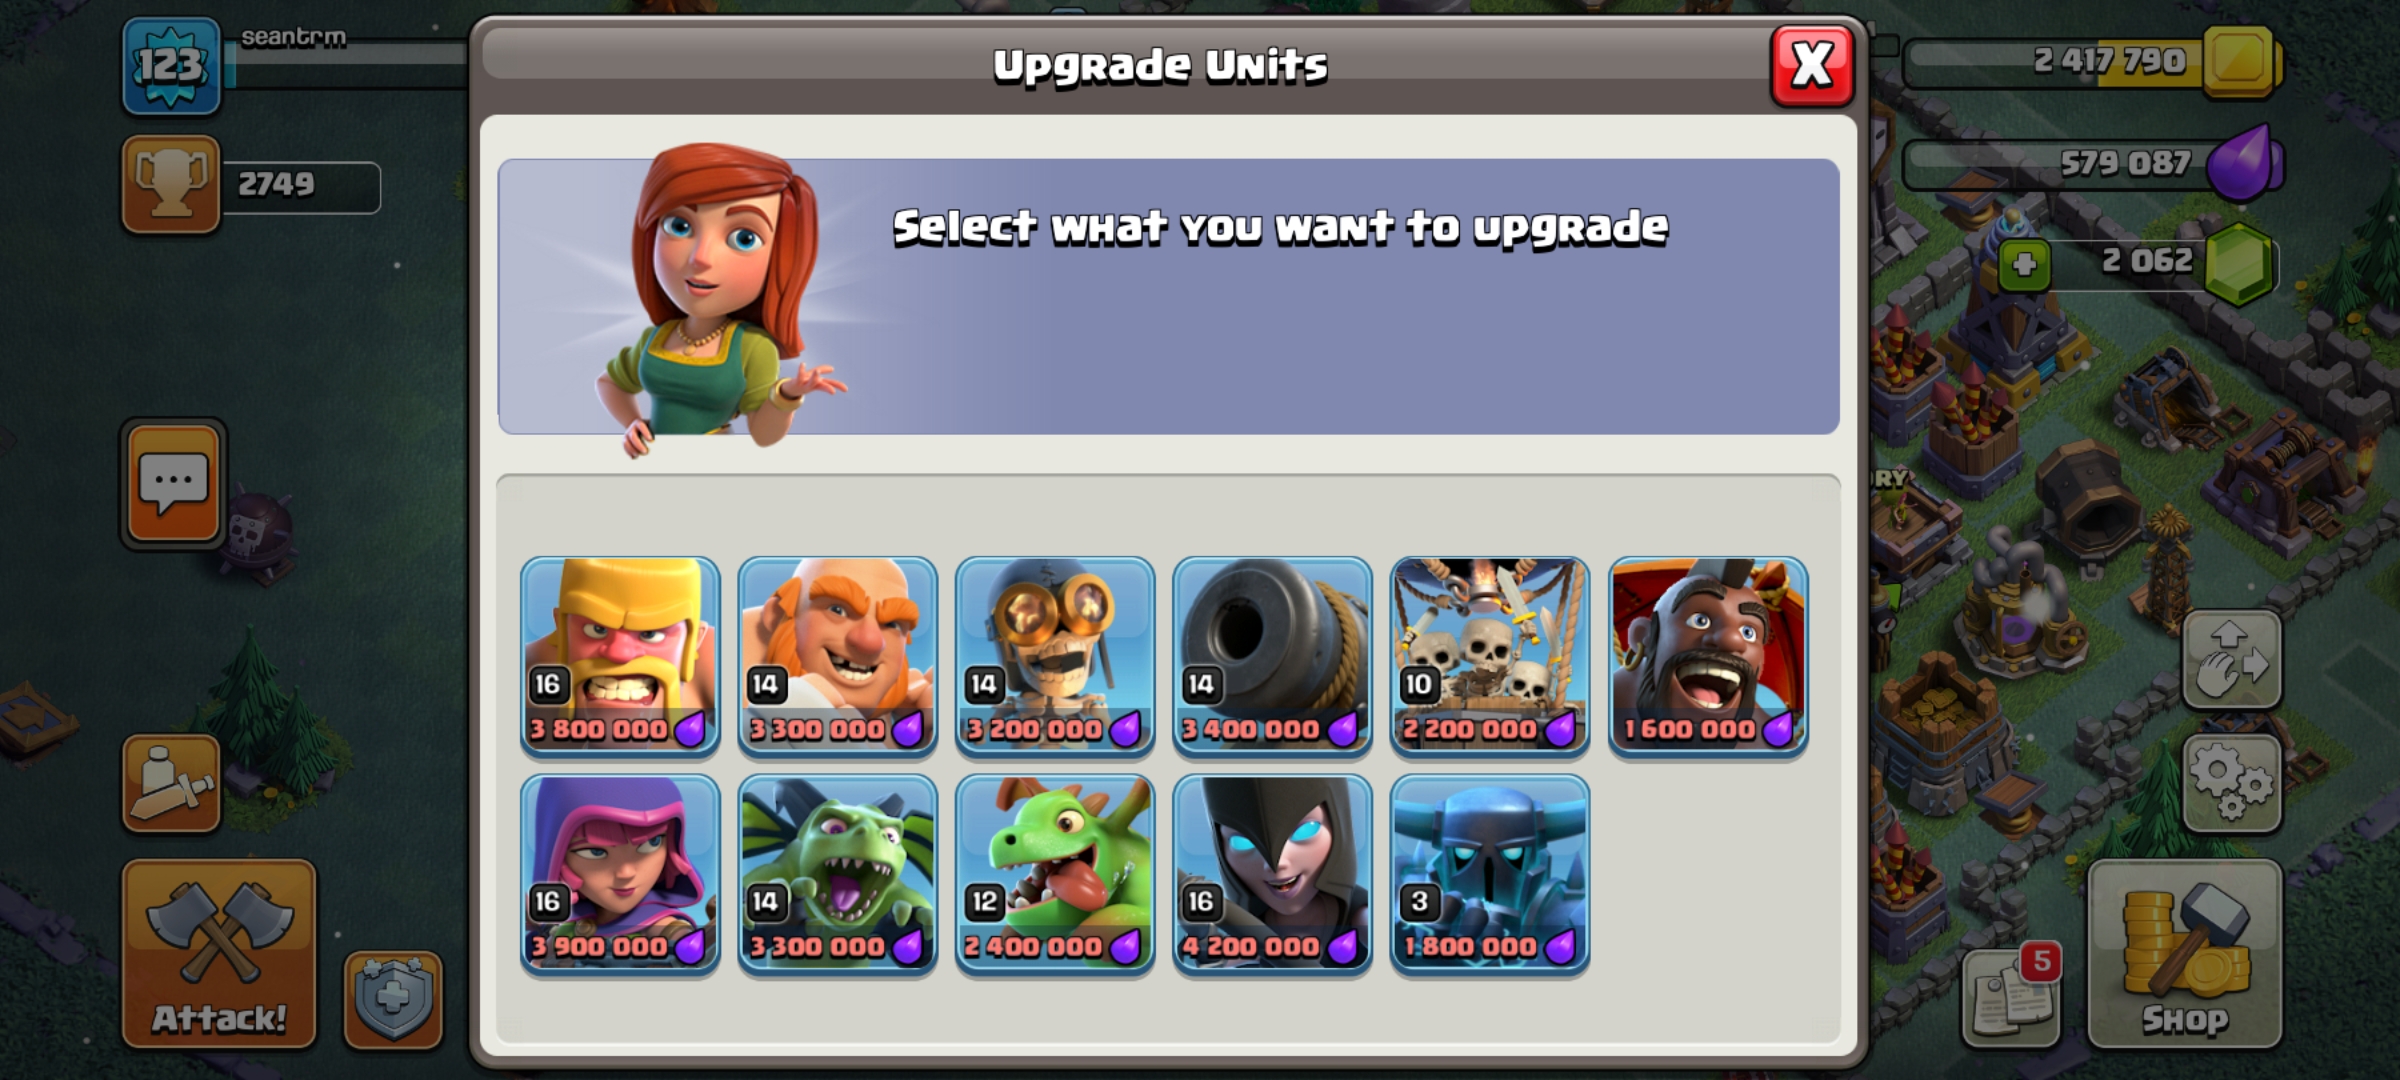 123
seantrm
2749
Upgrade Units
X
2 417 790
579 087
2 062
Select what you want to upgrade
RY
16
3 800 000
14
3 300 000
14
3 200 000
14
3 400 000
10
2 200 000
1 600 000
16
3 900 000
14
3 300 000
12
2 400 000
16
4 200 000
3
1 800 000
Attack!
5
Shop